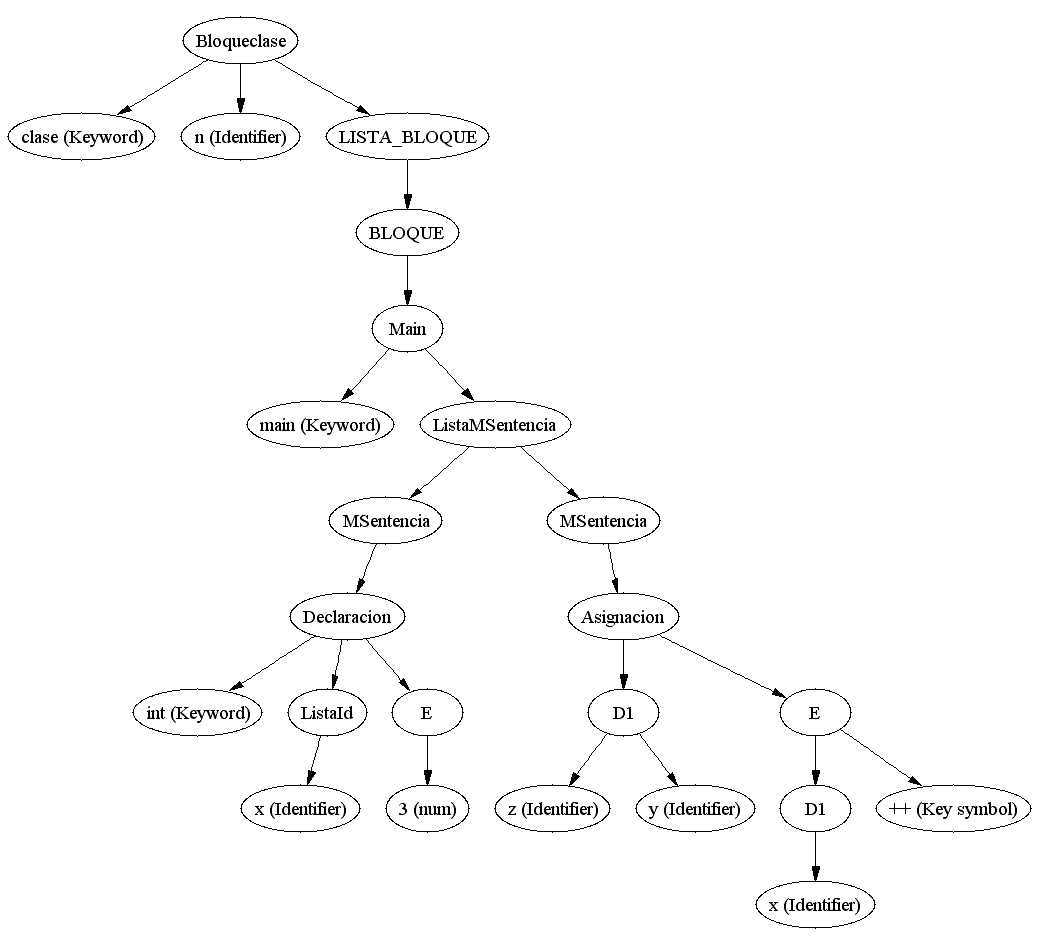 Bloqueclase
clase (Keyword)
n (Identifier)
LISTA_BLOQUE
BLOQUE
Main
main (Keyword)
ListaMSentencia
MSentencia
MSentencia
Declaracion
Asignacion
int (Keyword)
ListaId
E
D1
E
x (Identifier)
3 (num)
z (Identifier)
y (Identifier)
D1
++ (Key symbol)
x (Identifier)